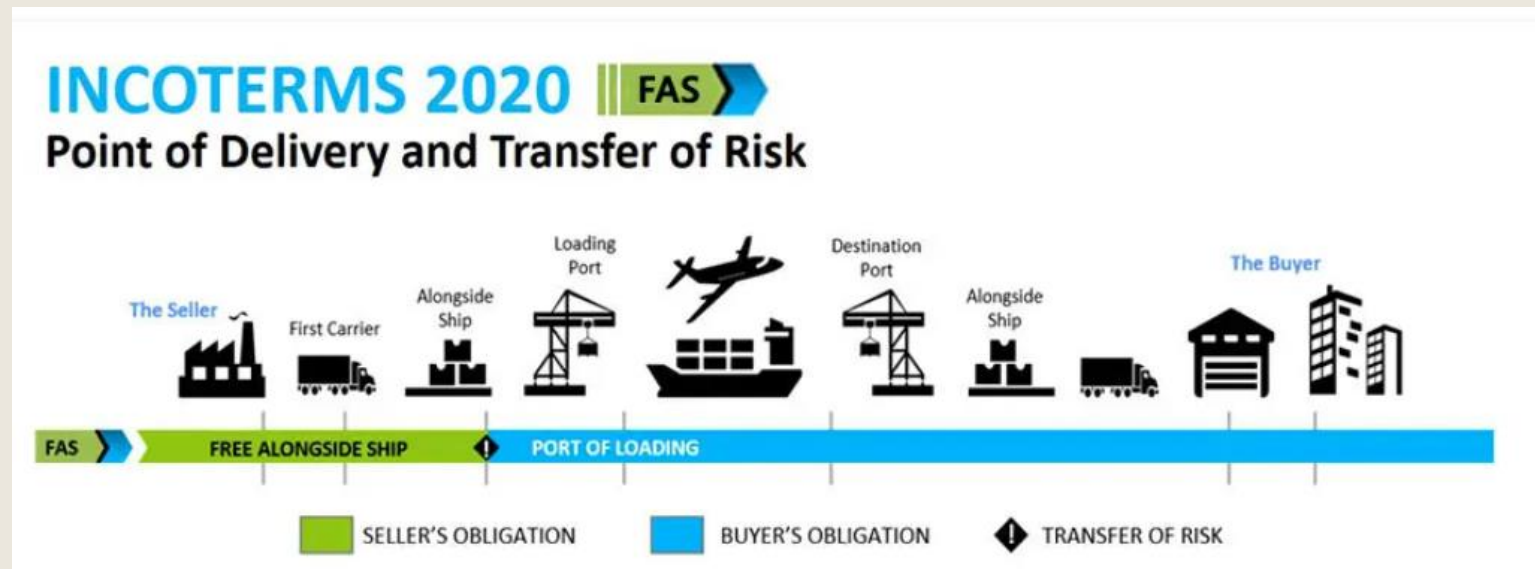 INCOTERMS 2020 FAS
Point of Delivery and Transfer of Risk
The Seller
First Carrier
Alongside
Ship
Loading
Port
Destination
Port
Alongside
Ship
The Buyer
FAS FREE ALONGSIDE SHIP ! PORT OF LOADING
SELLER'S OBLIGATION BUYER'S OBLIGATION ! TRANSFER OF RISK